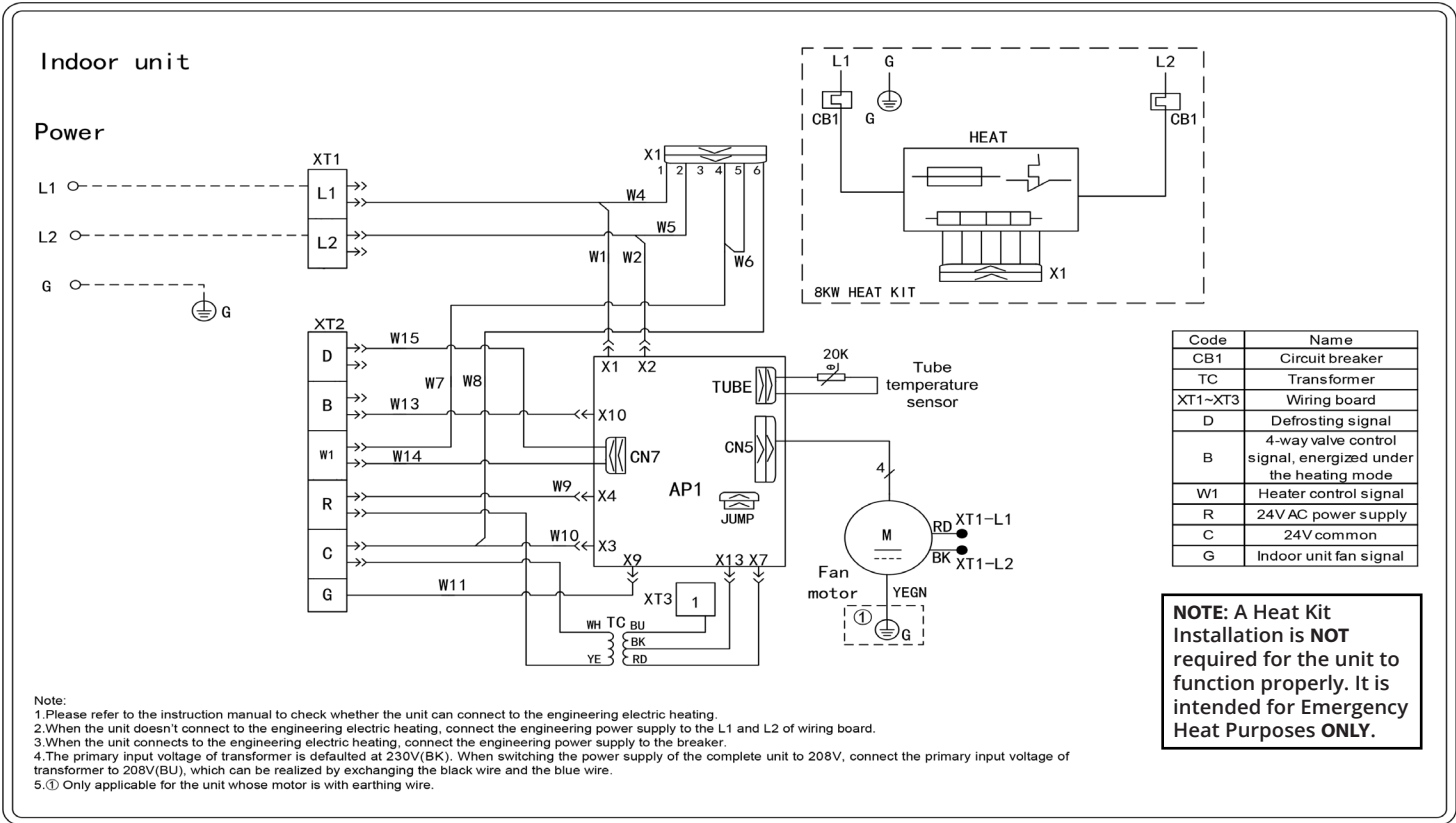 Indoor unit
Power
L1
L2
G
G
XT1
L1
L2
X1
1 2 3 4 5 6
W4
W5
W1
W2
W6
L1
G
L2
CB1
G
CB1
HEAT
X1
8KW HEAT KIT
XT2
D
B
W1
R
C
G
W15
W7
W8
W13
W14
W9
W10
W11
X1
X2
TUBE
X10
CN7
CN5
X4
AP1
JUMP
X3
X9
X13
X7
20K
θ
Tube
temperature
sensor
4
M
RD
XT1-L1
BK
XT1-L2
Fan
motor
YEGN
①
G
XT3
1
WH
TC
BU
BK
YE
RD
Code Name
CB1 Circuit breaker
TC Transformer
XT1~XT3 Wiring board
D Defrosting signal
B 4-way valve control
signal, energized under
the heating mode
W1 Heater control signal
R 24V AC power supply
C 24V common
G Indoor unit fan signal
NOTE: A Heat Kit
Installation is NOT
required for the unit to
function properly. It is
intended for Emergency
Heat Purposes ONLY.
Note:
1.Please refer to the instruction manual to check whether the unit can connect to the engineering electric heating.
2.When the unit doesn't connect to the engineering electric heating, connect the engineering power supply to the L1 and L2 of wiring board.
3.When the unit connects to the engineering electric heating, connect the engineering power supply to the breaker.
4.The primary input voltage of transformer is defaulted at 230V(BK). When switching the power supply of the complete unit to 208V, connect the primary input voltage of
transformer to 208V(BU), which can be realized by exchanging the black wire and the blue wire.
5.① Only applicable for the unit whose motor is with earthing wire.